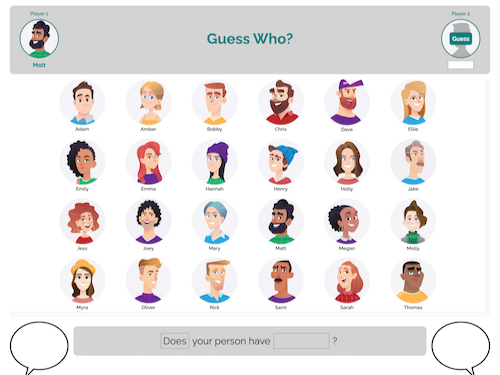 Player 1
Player 2
Guess Who?
Guess
Matt
Adam
Amber
Bobby
Chris
Dave
Ellie
Emily
Emma
Hannah
Henry
Holly
Jake
Jess
Joey
Mary
Matt
Megan
Molly
Myra
Oliver
Rick
Sami
Sarah
Thomas
Does your person have ?